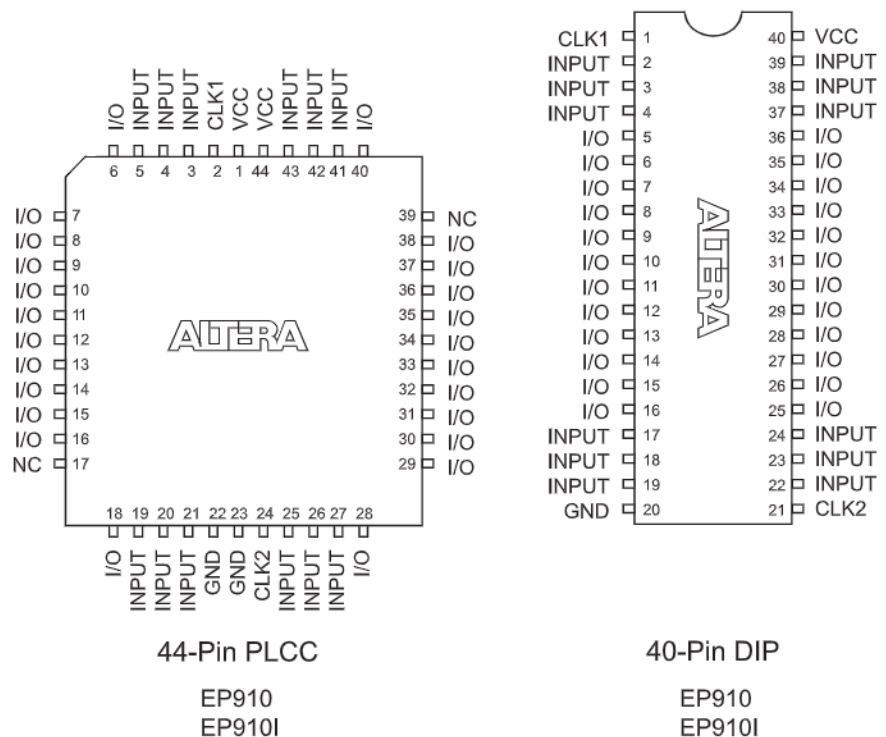 I/O INPUT INPUT INPUT CLK1 VCC VCC INPUT INPUT INPUT I/O
6 5 4 3 2 1 44 43 42 41 40
I/O 7 39 NC
I/O 8 38 I/O
I/O 9 37 I/O
I/O 10 36 I/O
I/O 11 35 I/O
I/O 12 34 I/O
I/O 13 33 I/O
I/O 14 32 I/O
I/O 15 31 I/O
I/O 16 30 I/O
NC 17 29 I/O
ALTERA
18 19 20 21 22 23 24 25 26 27 28
I/O INPUT INPUT INPUT GND GND CLK2 INPUT INPUT INPUT I/O
44-Pin PLCC
EP910
EP910I
CLK1 1 40 VCC
INPUT 2 39 INPUT
INPUT 3 38 INPUT
INPUT 4 37 INPUT
I/O 5 36 I/O
I/O 6 35 I/O
I/O 7 34 I/O
I/O 8 33 I/O
I/O 9 32 I/O
I/O 10 31 I/O
I/O 11 30 I/O
I/O 12 29 I/O
I/O 13 28 I/O
I/O 14 27 I/O
I/O 15 26 I/O
I/O 16 25 I/O
INPUT 17 24 INPUT
INPUT 18 23 INPUT
INPUT 19 22 INPUT
GND 20 21 CLK2
ALTERA
40-Pin DIP
EP910
EP910I